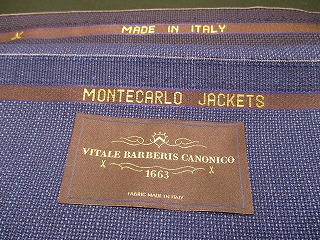 MADE IN ITALY
MONTECARLO JACKETS
VITALE BARBERIS CANONICO
1663
FABRIC MADE IN ITALY